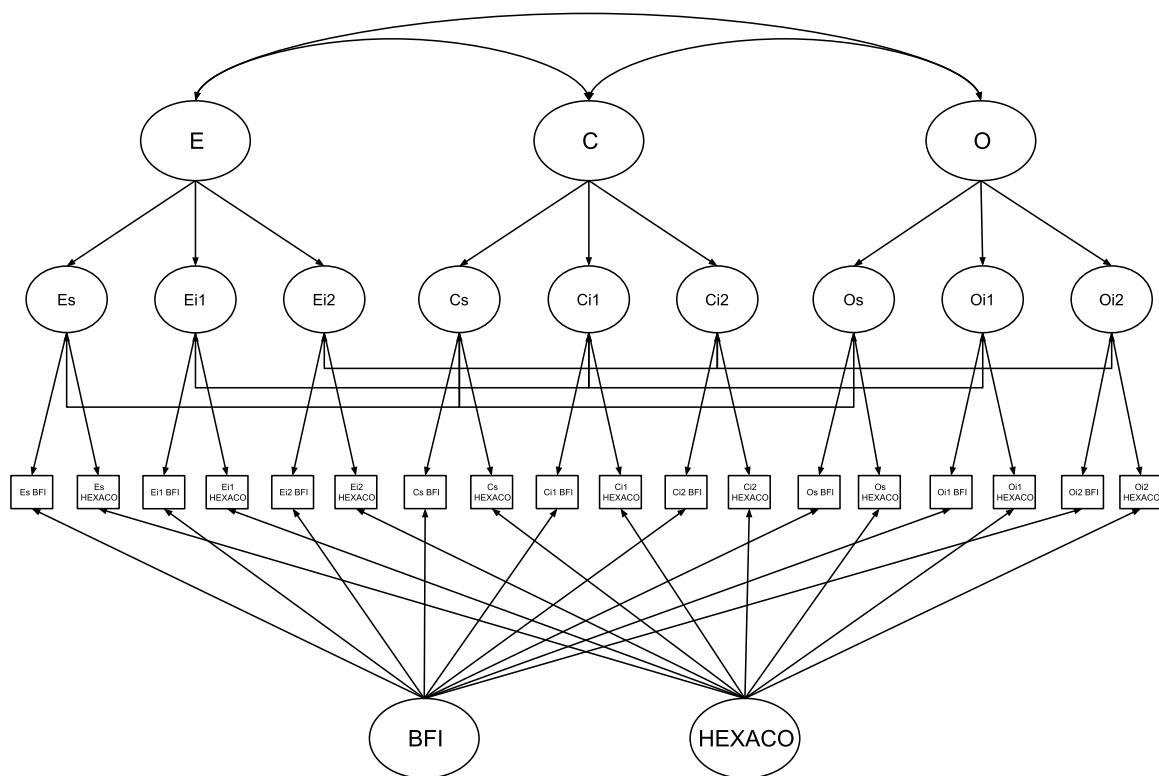 E
C
O
Es
Ei1
Ei2
Cs
Ci1
Ci2
Os
Oi1
Oi2
Es BFI
Es
HEXACO
Ei1 BFI
Ei1
HEXACO
Ei2 BFI
Ei2
HEXACO
Cs BFI
Cs
HEXACO
Ci1 BFI
Ci1
HEXACO
Ci2 BFI
Ci2
HEXACO
Os BFI
Os
HEXACO
Oi1 BFI
Oi1
HEXACO
Oi2 BFI
Oi2
HEXACO
BFI
HEXACO